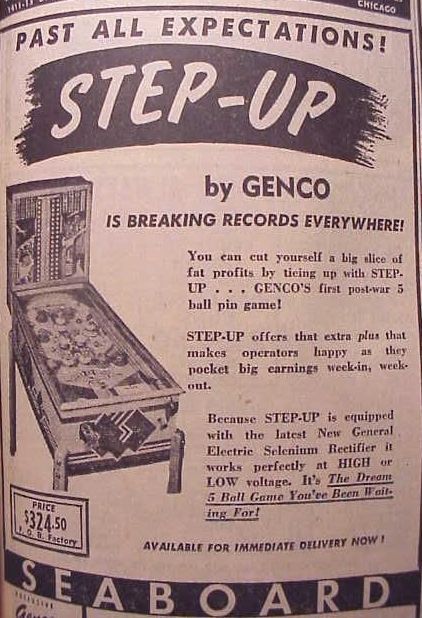 CHICAGO
PAST ALL EXPECTATIONS!
STEP-UP
by GENCO
IS BREAKING RECORDS EVERYWHERE!
You can cut yourself a big slice of
fat profits by ticing up with STEP-
UP . . . GENCO'S first post-war 5
ball pin game!
STEP-UP offers that extra plus that
makes operators happy as they
pocket big earnings week-in, week-
out.
Because STEP-UP is equipped
with the latest New General
Electric Selenium Rectifier it
works perfectly at HIGH or
LOW voltage. It's The Dream
5 Ball Game You've Been Wait-
ing For!
PRICE
$324.50
F. O. B. Factory
AVAILABLE FOR IMMEDIATE DELIVERY NOW!
SEABOARD
EXCLUSIVE
Genco